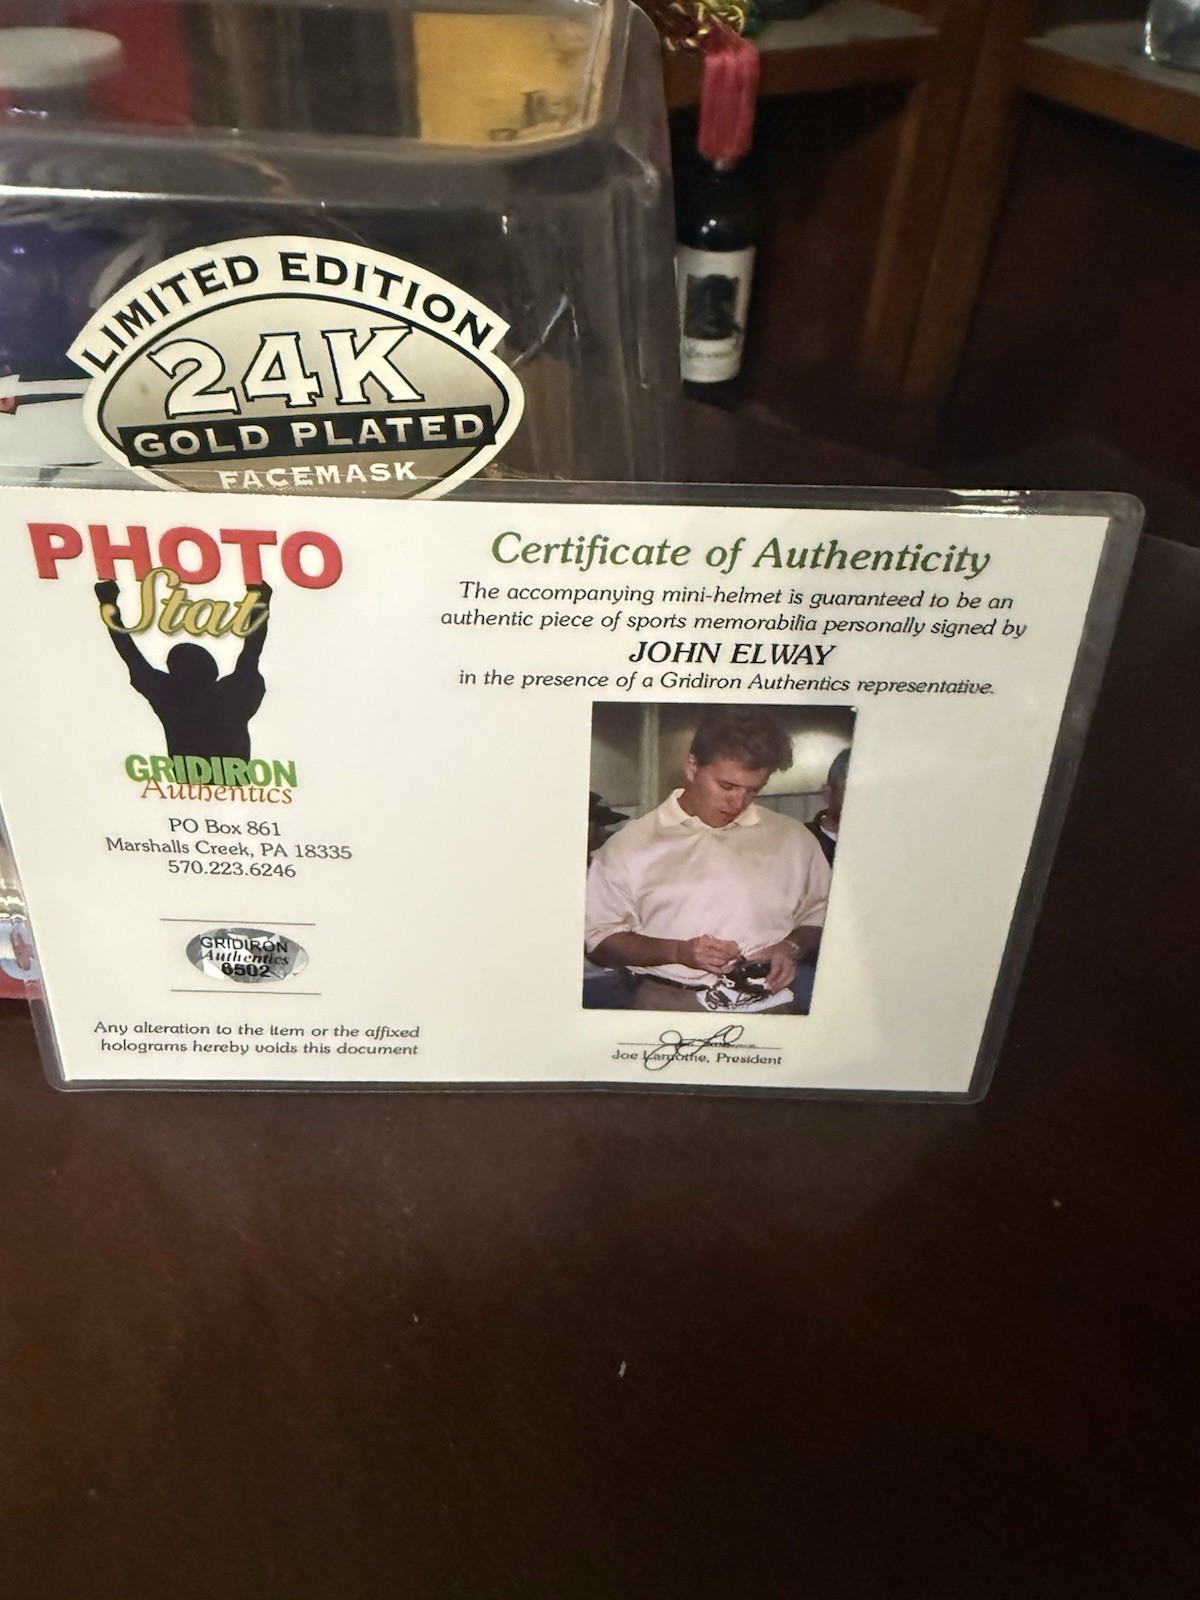 LIMITED EDITION
24K
GOLD PLATED
FACEMASK
PHOTO
Stat
GRIDIRON
Authentics
PO Box 861
Marshalls Creek, PA 18335
570.223.6246
GRIDIRON
Authentics
6502
Any alteration to the item or the affixed
holograms hereby voids this document
Certificate of Authenticity
The accompanying mini-helmet is guaranteed to be an
authentic piece of sports memorabilia personally signed by
JOHN ELWAY
in the presence of a Gridiron Authentics representative.
Joe Lamothe, President